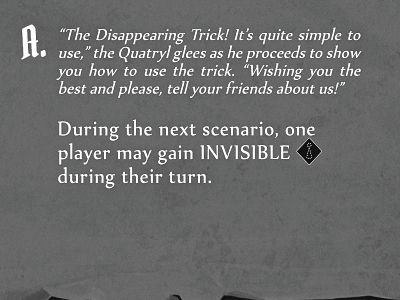 A. “The Disappearing Trick! It’s quite simple to
use,” the Quatryl glees as he proceeds to show
you how to use the trick. “Wishing you the
best and please, tell your friends about us!”
During the next scenario, one
player may gain INVISIBLE
during their turn.